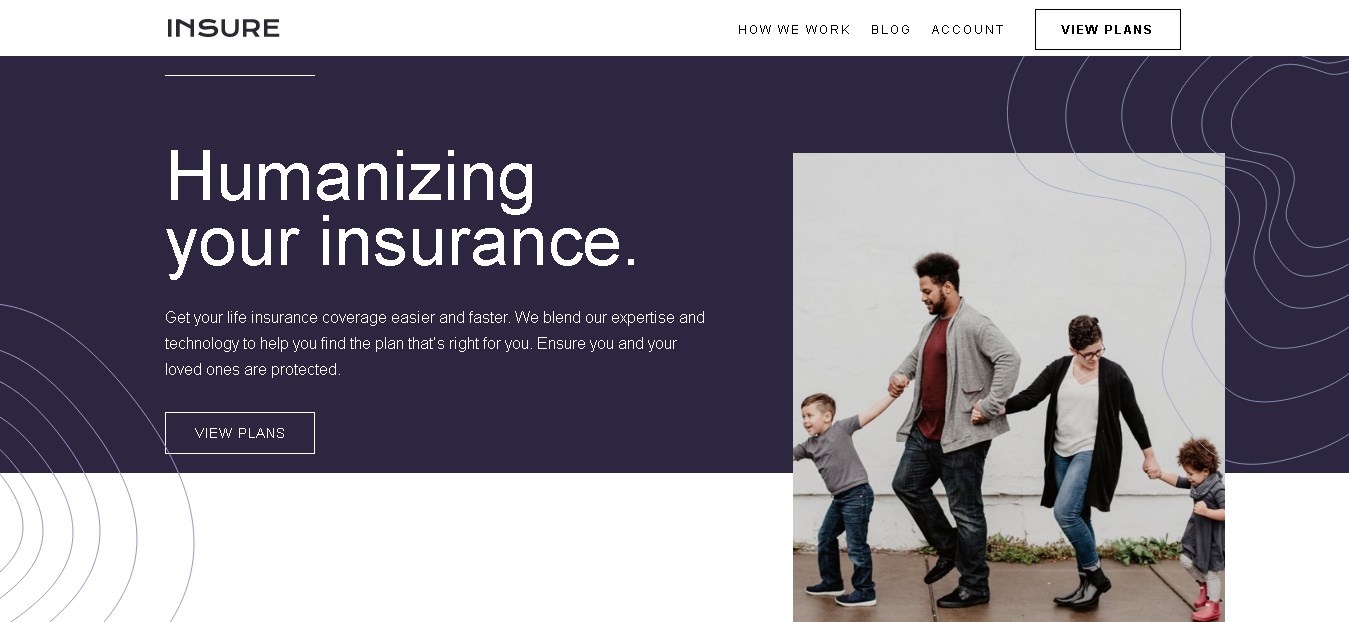 INSURE
HOW WE WORK BLOG ACCOUNT VIEW PLANS
Humanizing
your insurance.
Get your life insurance coverage easier and faster. We blend our expertise and
technology to help you find the plan that's right for you. Ensure you and your
loved ones are protected.
VIEW PLANS